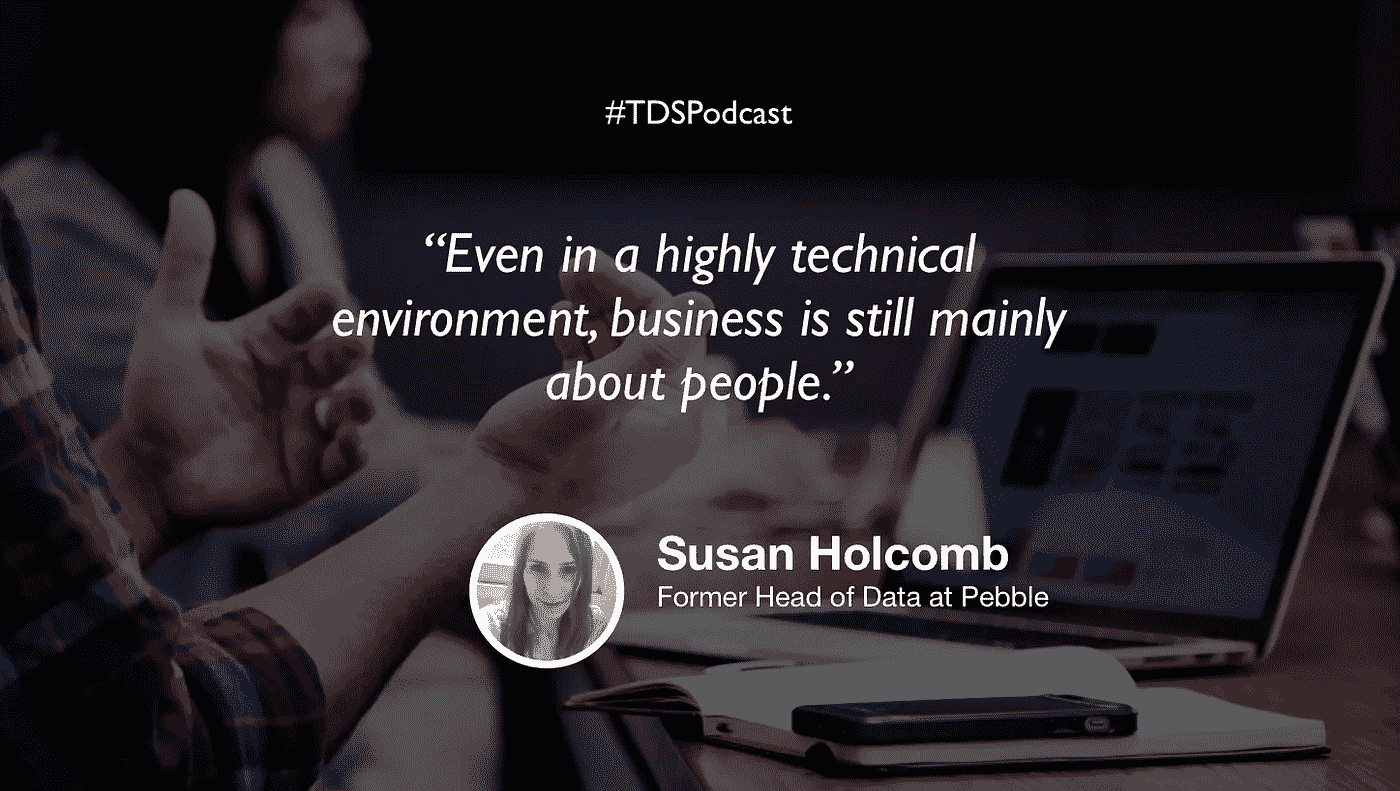 #TDSPodcast
“Even in a highly technical
environment, business is still mainly
about people.”
Susan Holcomb
Former Head of Data at Pebble